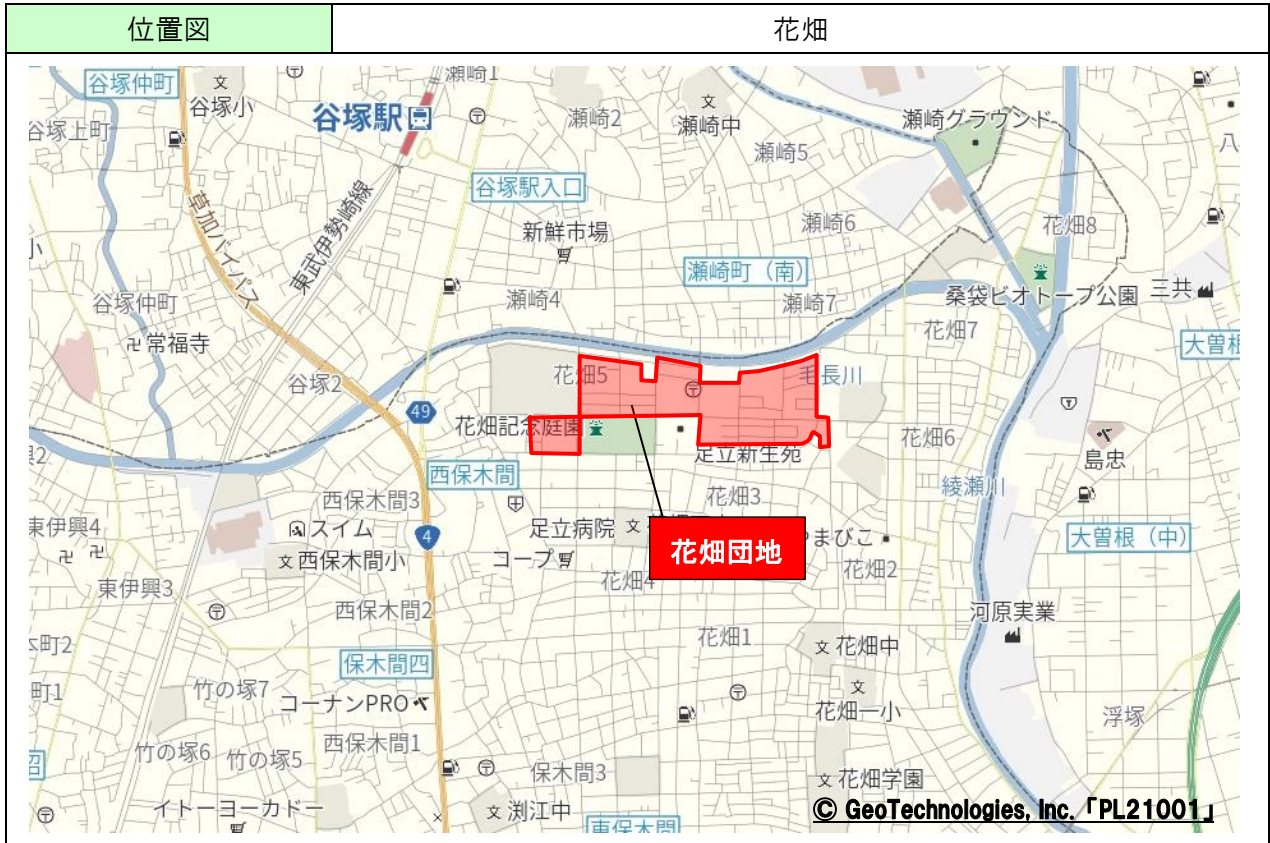 位置図
花畑
谷塚仲町
谷塚小
瀬崎1
谷塚上町
谷塚駅
瀬崎2
瀬崎中
瀬崎グラウンド
瀬崎5
八
谷塚駅入口
草加バイパス
東武伊勢崎線
新鮮市場
瀬崎6
花畑8
小
瀬崎町（南）
谷塚仲町
瀬崎4
瀬崎7
桑袋ビオトープ公園
三共
卍常福寺
花畑7
大曽根
谷塚2
花畑5
毛長川
49
花畑記念庭園
足立新生苑
花畑6
島忠
西保木間
綾瀬川
西保木間3
花畑3
東伊興4
スイム
4
足立病院
まびこ
大曽根（中）
西保木間小
コープ
花畑団地
花畑2
東伊興3
花畑4
西保木間2
河原実業
花畑1
花畑中
保木間四
町1
竹の塚7
コーナンPRO
花畑一小
浮塚
竹の塚6
竹の塚5
西保木間1
保木間3
花畑学園
イトーヨーカドー
渕江中
東保木間
© GeoTechnologies, Inc.「PL21001」